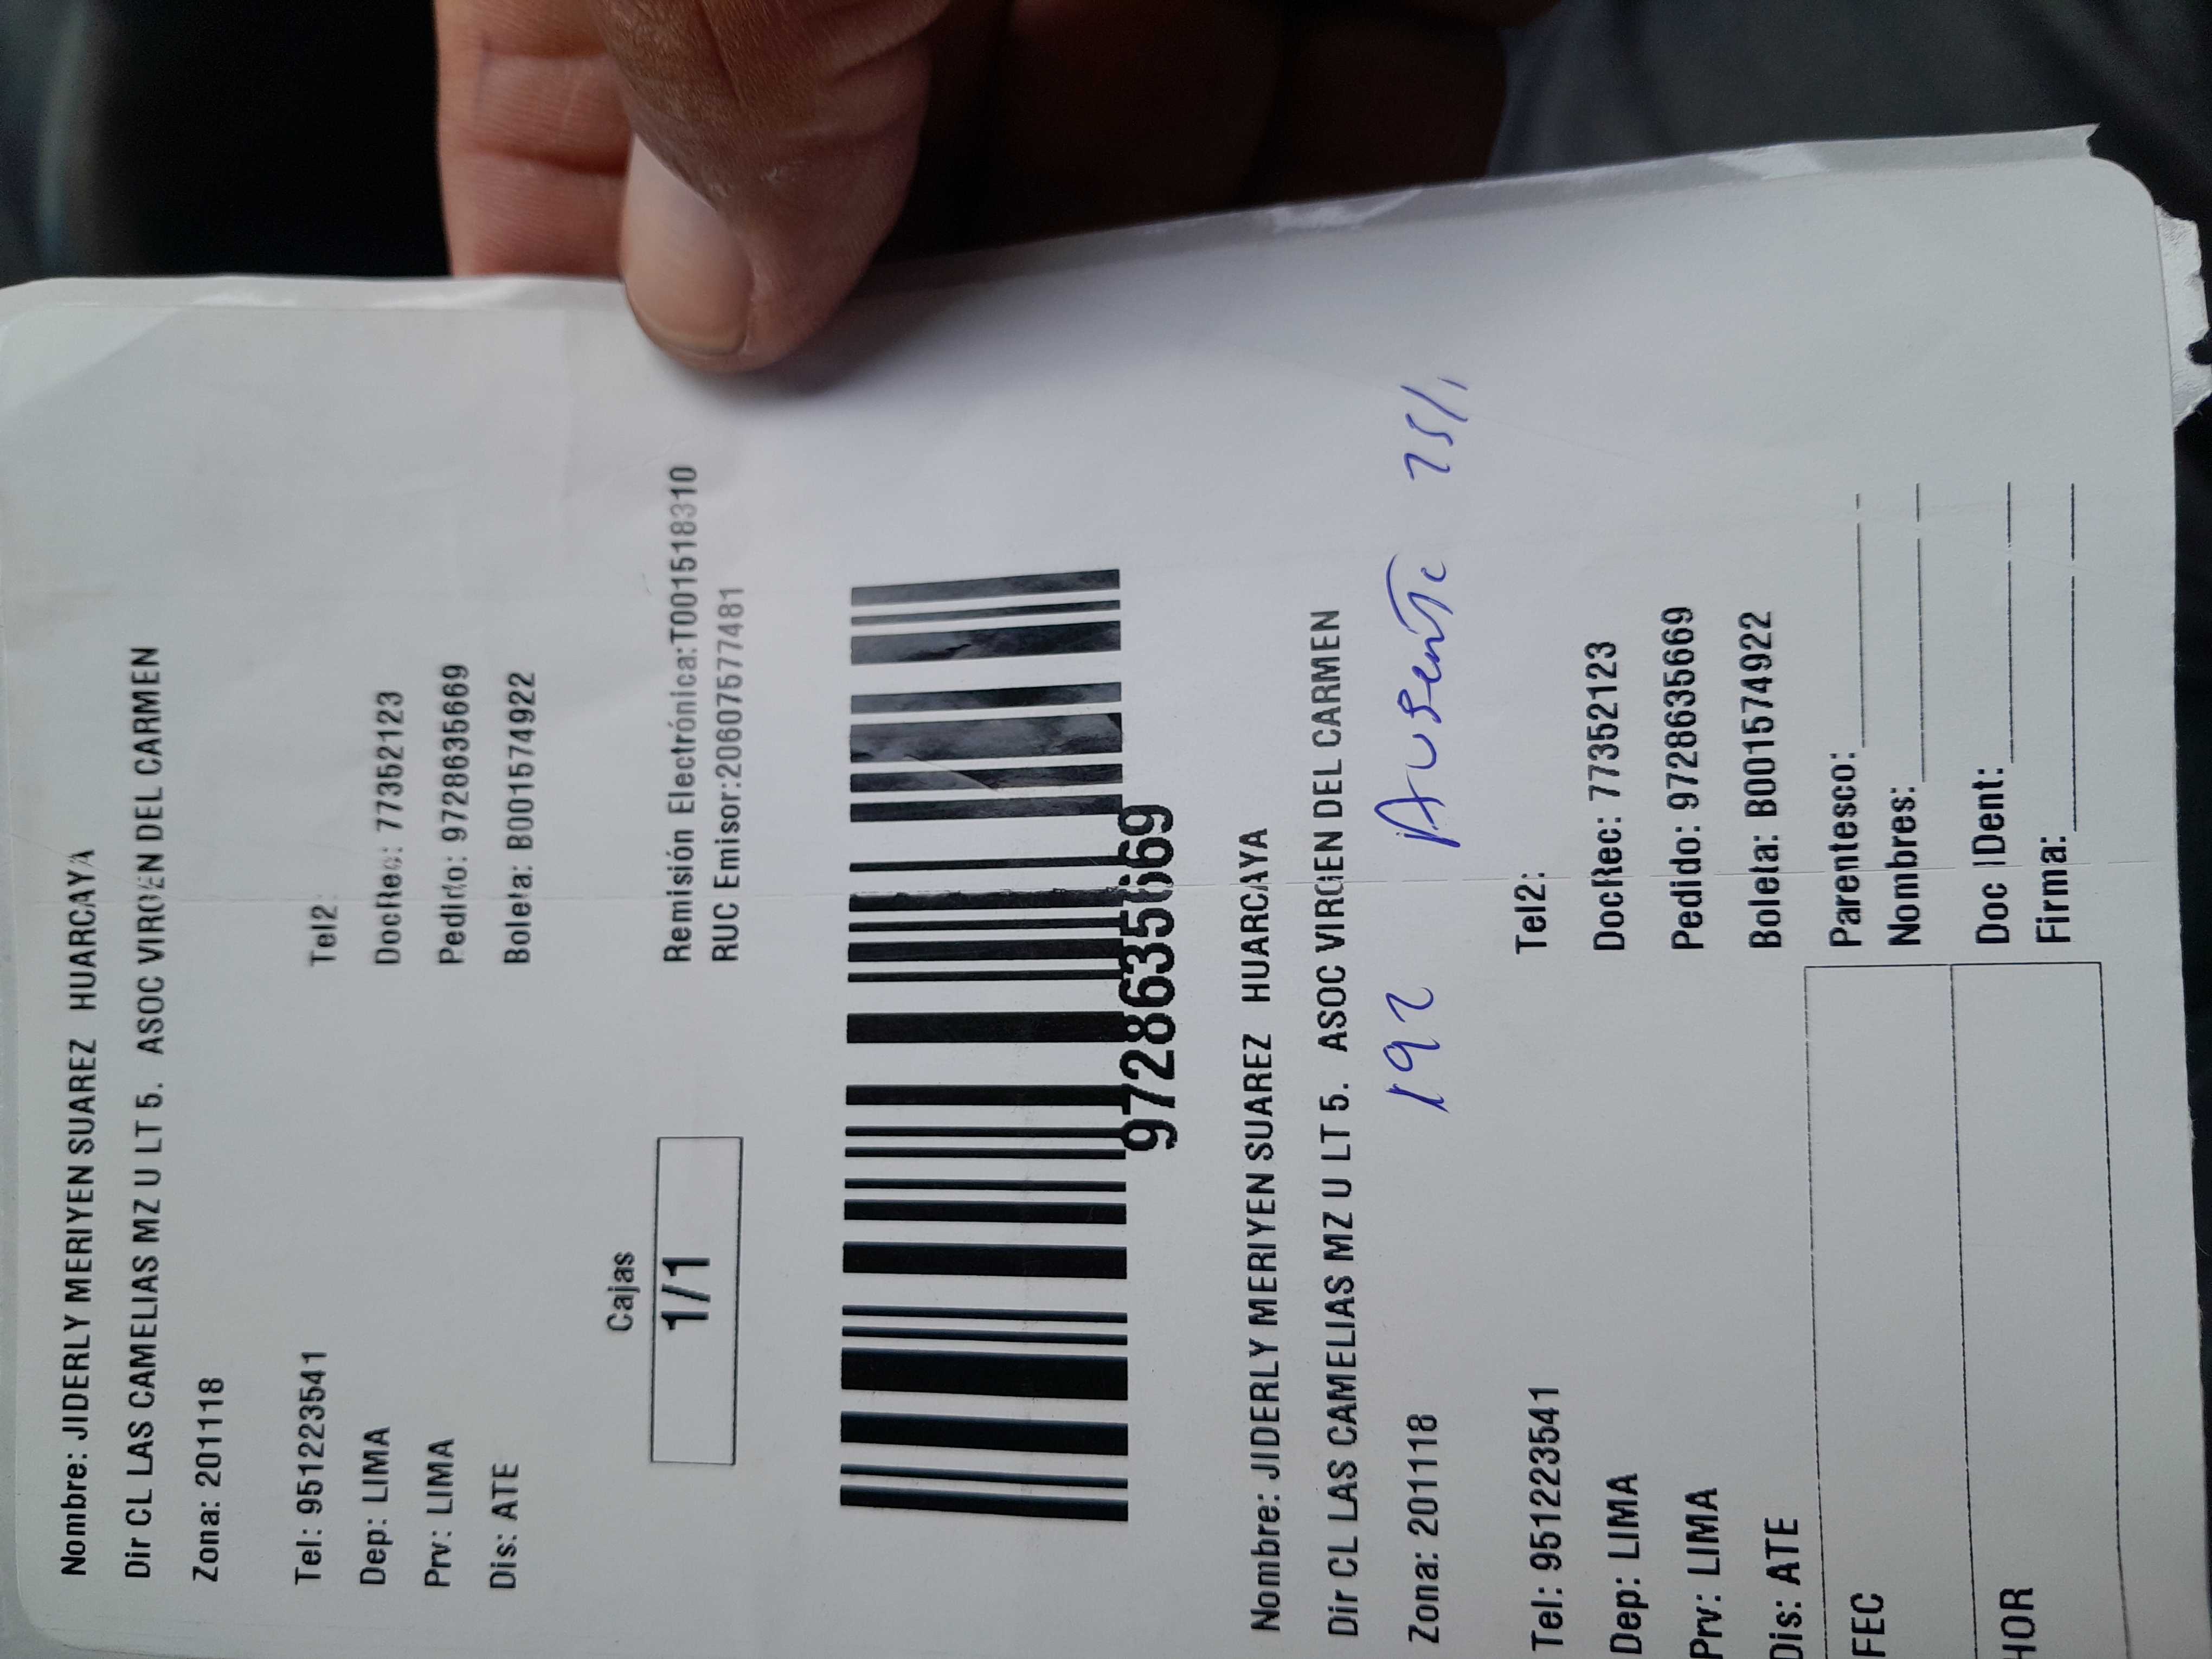 Nombre: JIDERLY MERIYEN SUAREZ HUARCAYA
Dir CL LAS CAMELIAS MZ U LT 5. ASOC VIRGEN DEL CARMEN
Zona: 201118
Tel: 951223541 Tel2:
Dep: LIMA DocRec: 77352123
Prv: LIMA Pedido: 9728635669
Dis: ATE Boleta: B001574922
Cajas
1/1
Remisión Electrónica:T001518310
RUC Emisor:20607577481
9728635669
Nombre: JIDERLY MERIYEN SUAREZ HUARCAYA
Dir CL LAS CAMELIAS MZ U LT 5. ASOC VIRGEN DEL CARMEN
192 Ausente
Zona: 201118
Tel: 951223541 Tel2:
Dep: LIMA DocRec: 77352123
Prv: LIMA Pedido: 9728635669
Dis: ATE Boleta: B001574922
FEC Parentesco:
Nombres:
HOR Doc IDent:
Firma: